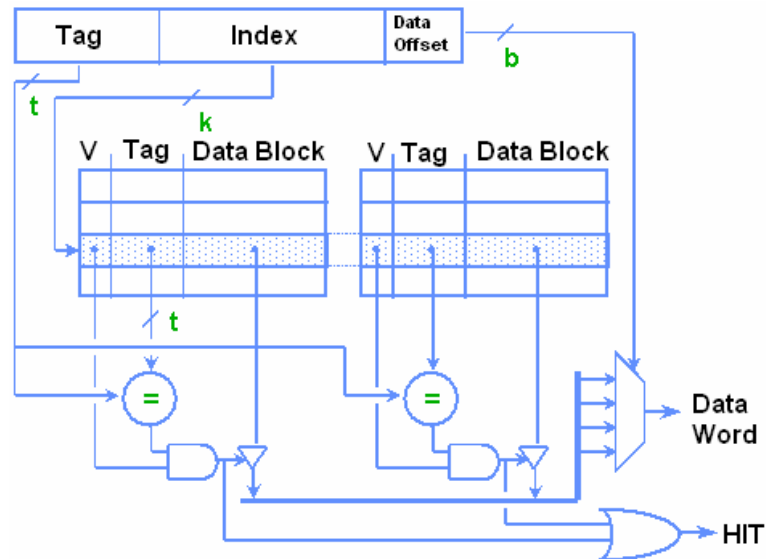 Tag
Index
Data
Offset
t
k
b
V Tag Data Block
V Tag Data Block
t
=
=
Data
Word
HIT